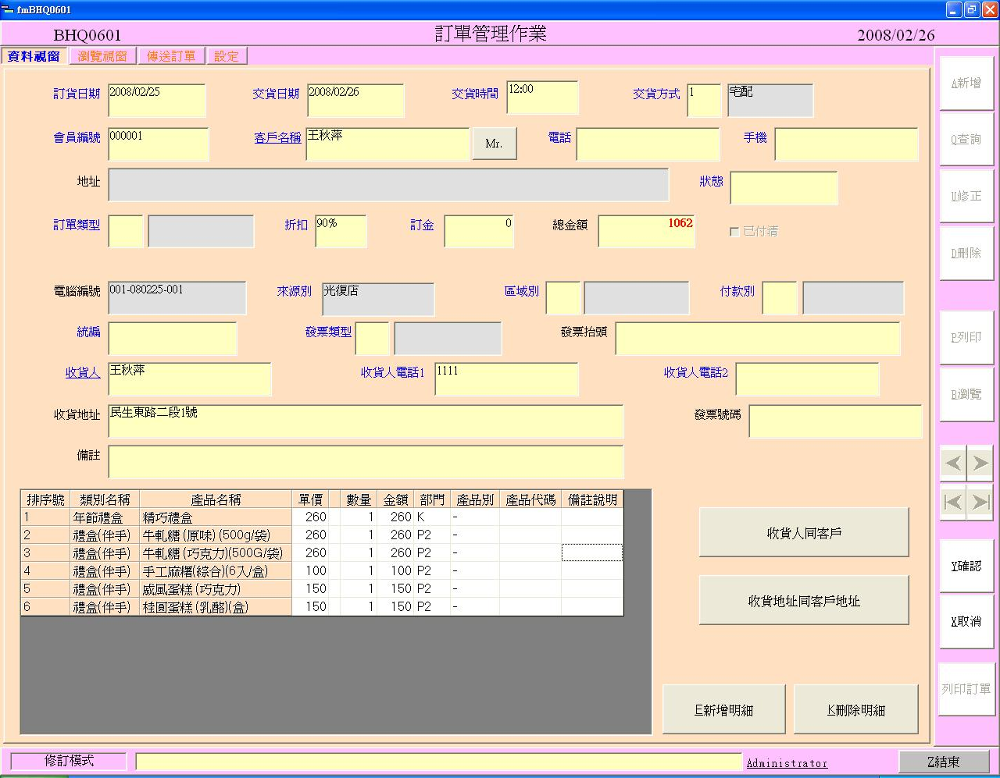 fmBHQ0601
BHQ0601 訂單管理作業 2008/02/26
資料視窗 瀏覽視窗 傳送訂單 設定
訂貨日期 2008/02/25 交貨日期 2008/02/26 交貨時間 12:00 交貨方式 1 宅配
會員編號 000001 客戶名稱 王秋萍 Mr. 電話 手機
地址 狀態
訂單類型 折扣 90% 訂金 0 總金額 1062 已付清
電腦編號 001-080225-001 來源別 光復店 區域別 付款別
統編 發票類型 發票抬頭
收貨人 王秋萍 收貨人電話1 1111 收貨人電話2
收貨地址 民生東路二段1號 發票號碼
備註
排序號 類別名稱 產品名稱 單價 數量 金額 部門 產品別 產品代碼 備註說明
1 年節禮盒 精巧禮盒 260 1 260 K -
2 禮盒(伴手) 牛軋糖(原味)(500g/袋) 260 1 260 P2 -
3 禮盒(伴手) 牛軋糖(巧克力)(500G/袋) 260 1 260 P2 -
4 禮盒(伴手) 手工麻糬(綜合)(6入/盒) 100 1 100 P2 -
5 禮盒(伴手) 威風蛋糕(巧克力) 150 1 150 P2 -
6 禮盒(伴手) 桂圓蛋糕(乳酪)(盒) 150 1 150 P2 -
收貨人同客戶
收貨地址同客戶地址
E新增明細 K刪除明細
A新增
Q查詢
U修正
D刪除
P列印
B瀏覽
Y確認
X取消
列印訂單
修訂模式 Administrator Z結束